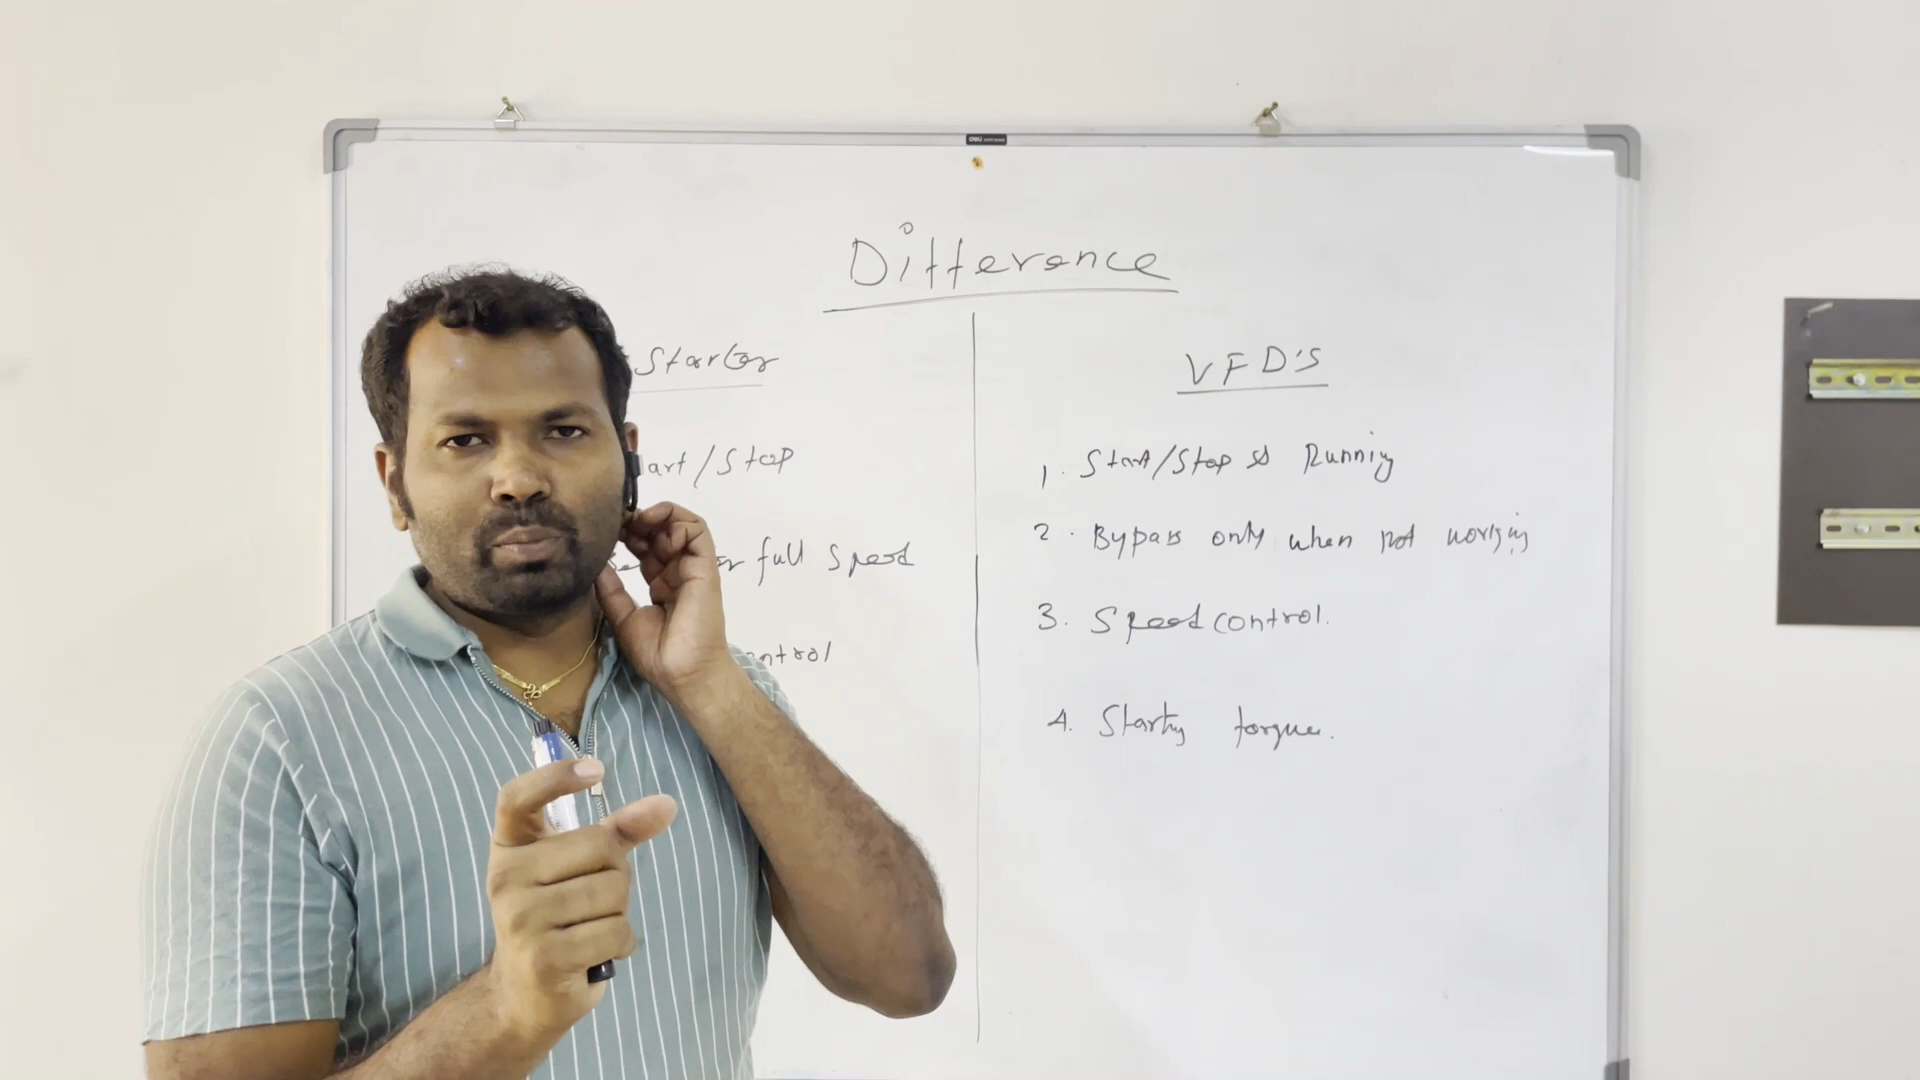 Difference
Starter
art/Stop
full Speed
ntrol
VFD'S
1. Start/Stop & Running
2. Bypass only when not working
3. Speed control.
4. Starting torque.